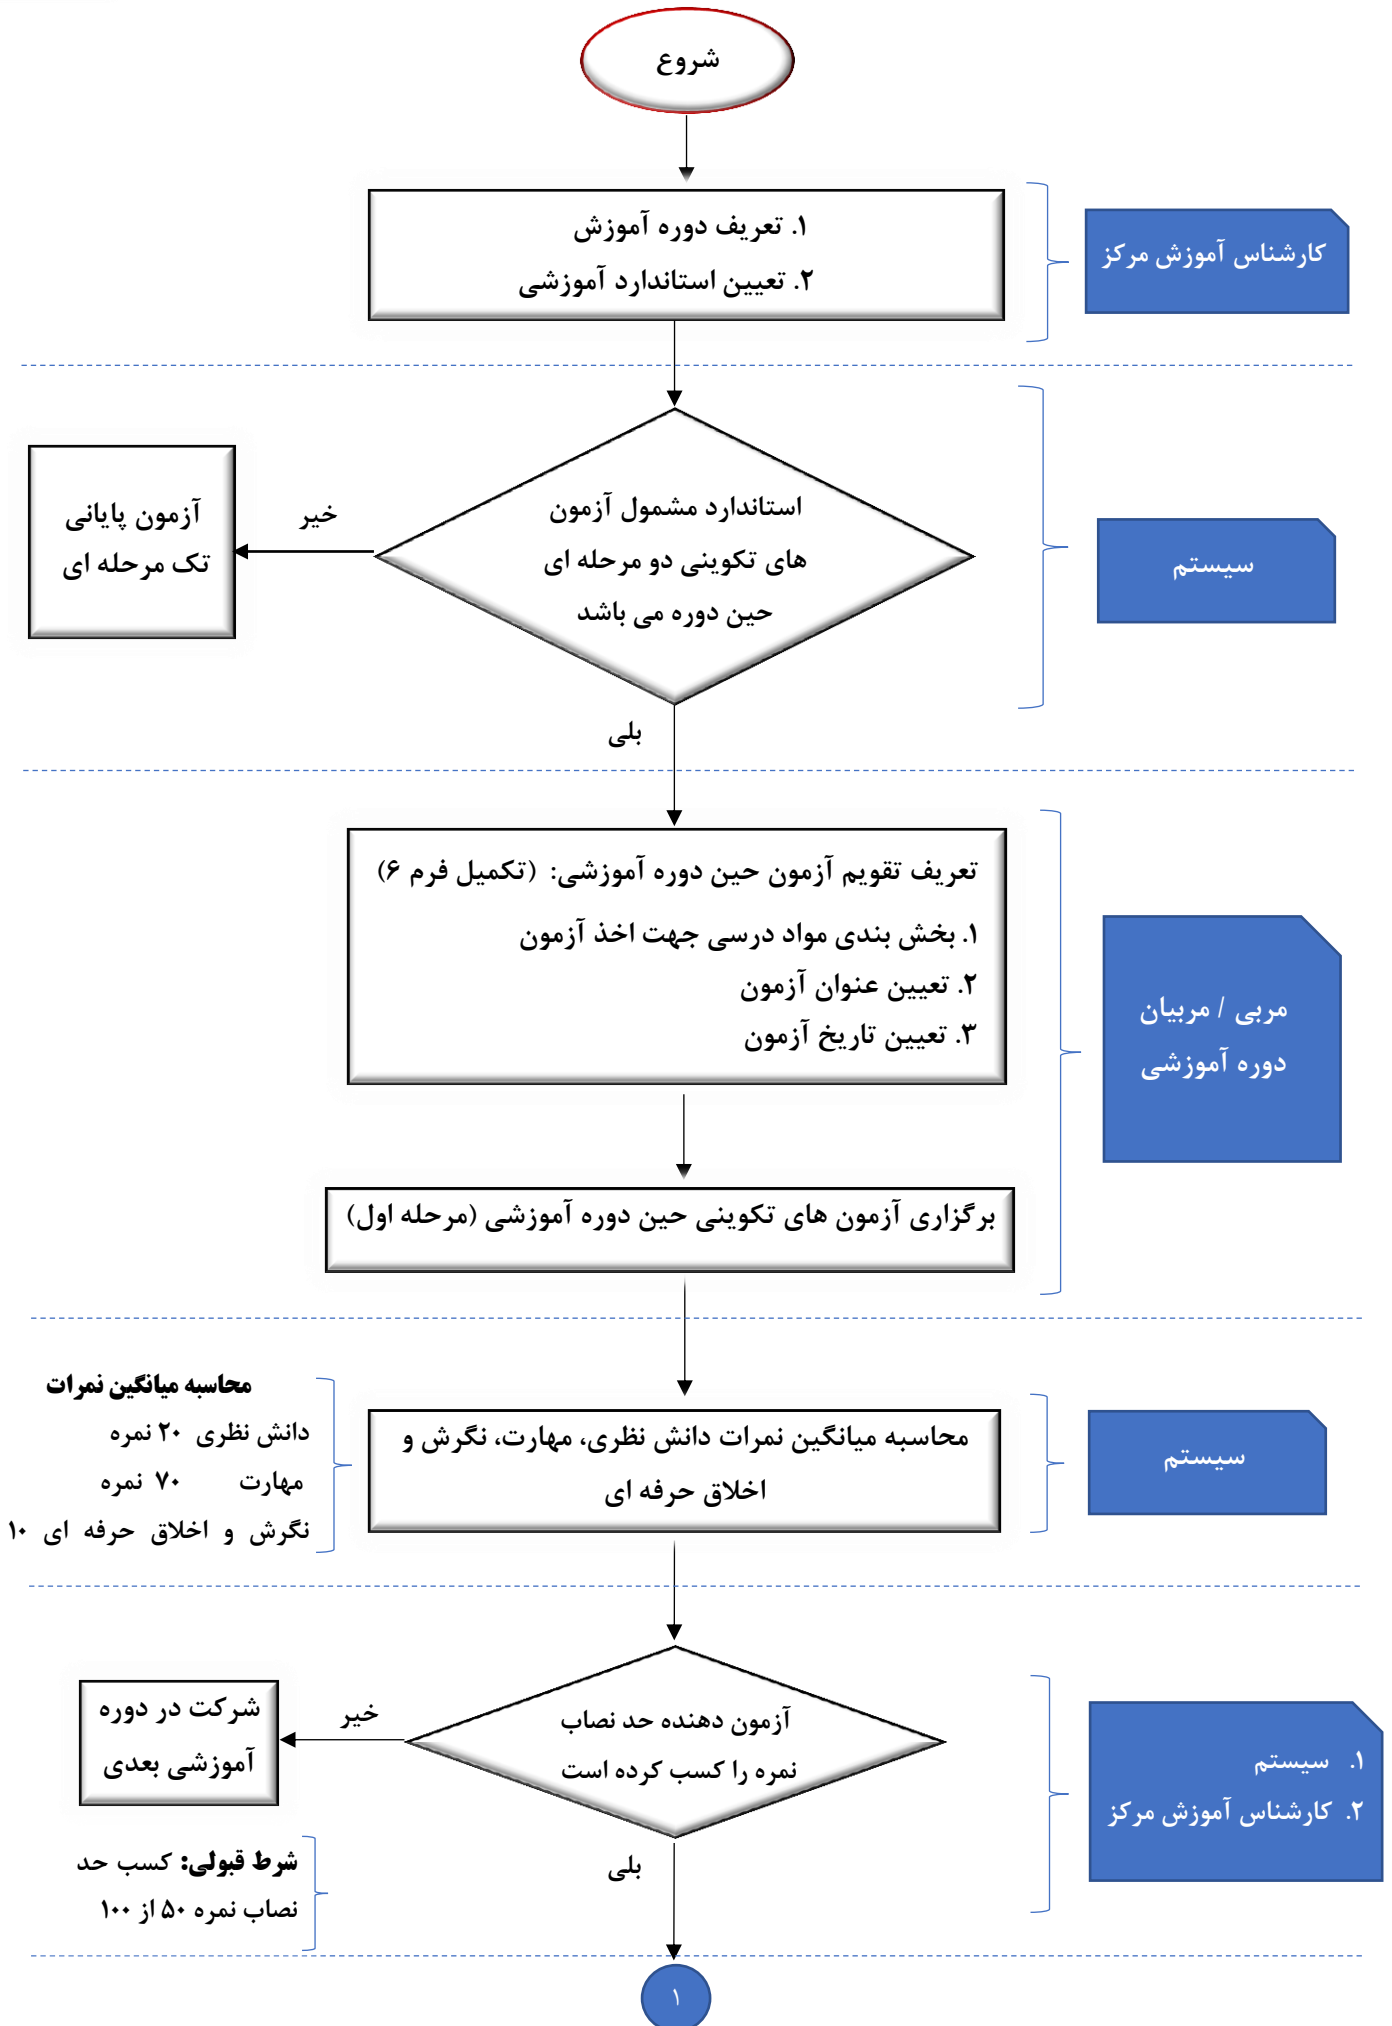 شروع
۱. تعریف دوره آموزش
۲. تعیین استاندارد آموزشی
کارشناس آموزش مرکز
استاندارد مشمول آزمون
های تکوینی دو مرحله ای
حین دوره می باشد
خیر
آزمون پایانی
تک مرحله ای
سیستم
بلی
تعریف تقویم آزمون حین دوره آموزشی: (تکمیل فرم ۶)
۱. بخش بندی مواد درسی جهت اخذ آزمون
۲. تعیین عنوان آزمون
۳. تعیین تاریخ آزمون
مربی / مربیان
دوره آموزشی
برگزاری آزمون های تکوینی حین دوره آموزشی (مرحله اول)
محاسبه میانگین نمرات دانش نظری، مهارت، نگرش و
اخلاق حرفه ای
سیستم
محاسبه میانگین نمرات
دانش نظری ۲۰ نمره
مهارت ۷۰ نمره
نگرش و اخلاق حرفه ای ۱۰
آزمون دهنده حد نصاب
نمره را کسب کرده است
خیر
شرکت در دوره
آموزشی بعدی
۱. سیستم
۲. کارشناس آموزش مرکز
بلی
شرط قبولی: کسب حد
نصاب نمره ۵۰ از ۱۰۰
۱